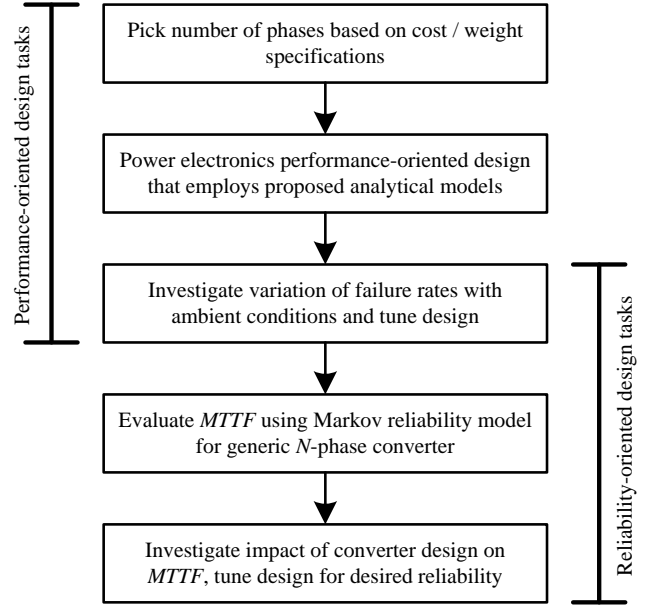 Performance-oriented design tasks
Pick number of phases based on cost / weight
specifications
Power electronics performance-oriented design
that employs proposed analytical models
Investigate variation of failure rates with
ambient conditions and tune design
Evaluate MTTF using Markov reliability model
for generic N-phase converter
Investigate impact of converter design on
MTTF, tune design for desired reliability
Reliability-oriented design tasks